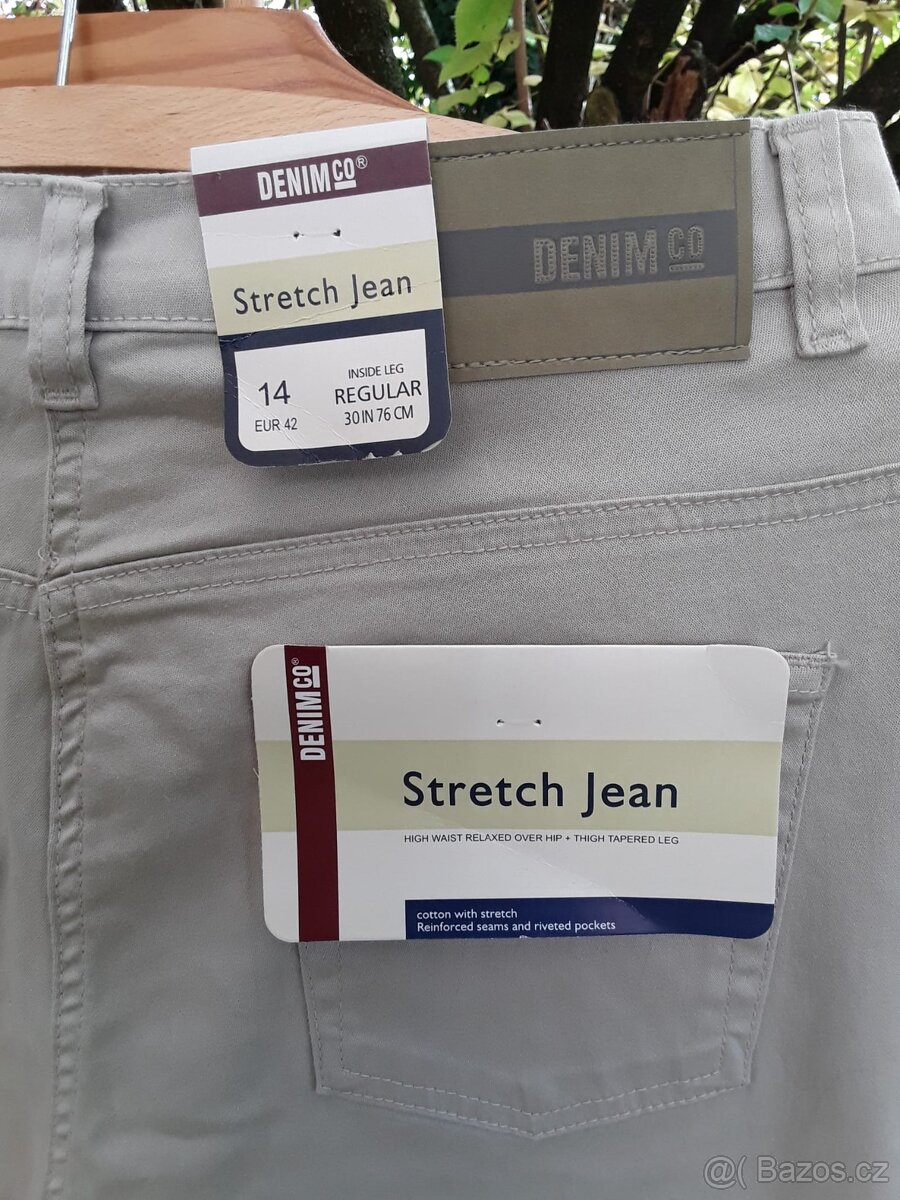 DENIM CO®
Stretch Jean
14
EUR 42
INSIDE LEG
REGULAR
30 IN 76 CM
DENIM CO
DENIM CO®
Stretch Jean
HIGH WAIST RELAXED OVER HIP + THIGH TAPERED LEG
cotton with stretch
Reinforced seams and riveted pockets
@( Bazos.cz